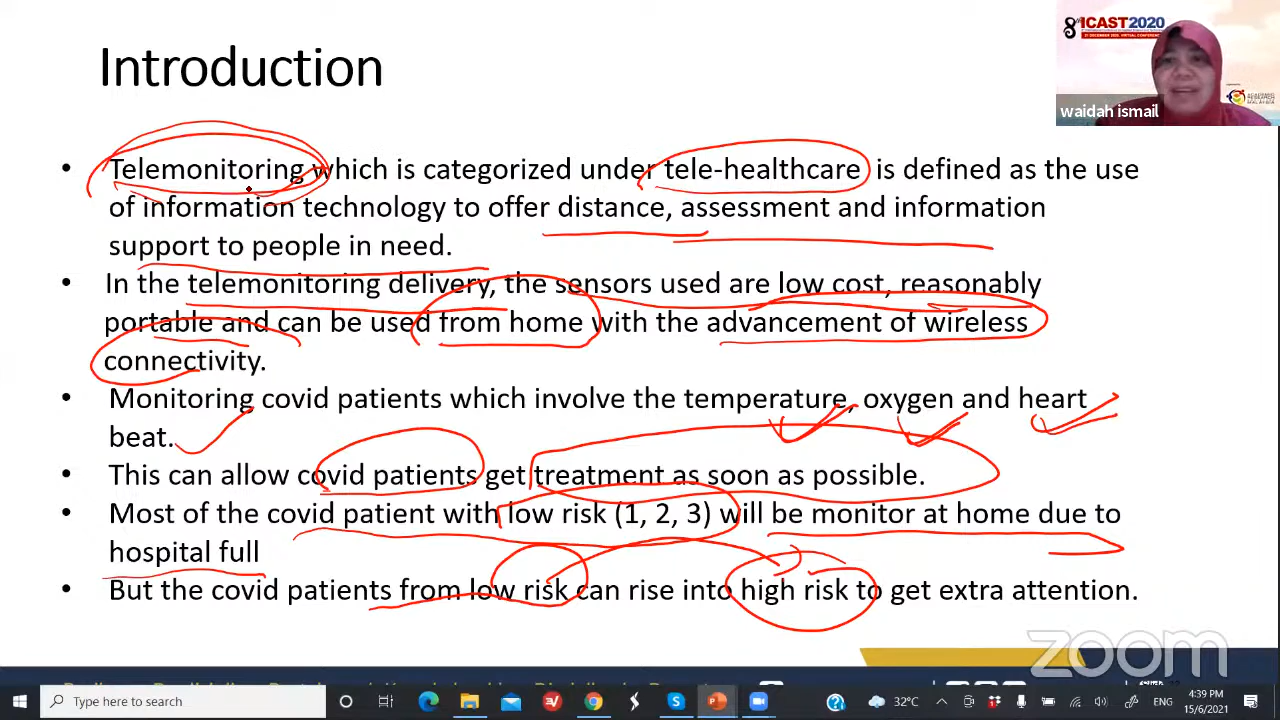 Introduction
8 ICAST2020
waidah ismail
• Telemonitoring which is categorized under tele-healthcare is defined as the use
of information technology to offer distance, assessment and information
support to people in need.
• In the telemonitoring delivery, the sensors used are low cost, reasonably
portable and can be used from home with the advancement of wireless
connectivity.
• Monitoring covid patients which involve the temperature, oxygen and heart
beat.
• This can allow covid patients get treatment as soon as possible.
• Most of the covid patient with low risk (1, 2, 3) will be monitor at home due to
hospital full
• But the covid patients from low risk can rise into high risk to get extra attention.
zoom
Type here to search
32°C
ENG
4:39 PM
15/6/2021